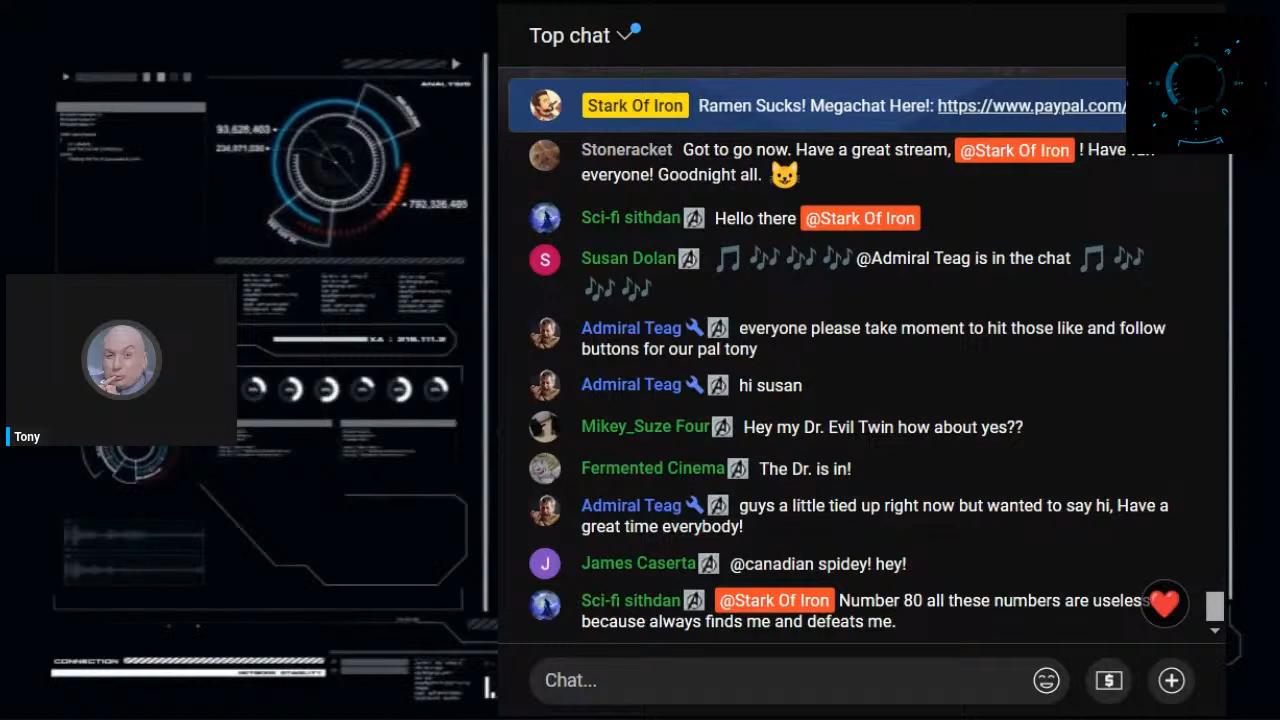 Top chat
ANALYSIS
Stark Of Iron Ramen Sucks! Megachat Here!: https://www.paypal.com/
93,628,403
792,326,485
Stoneracket Got to go now. Have a great stream, @Stark Of Iron ! Have
everyone! Goodnight all.
Sci-fi sithdan Hello there @Stark Of Iron
Susan Dolan 🎵 🎶 🎶 🎶 @Admiral Teag is in the chat 🎵 🎶
🎶 🎶
Admiral Teag everyone please take moment to hit those like and follow
buttons for our pal tony
Admiral Teag hi susan
Mikey_Suze Four Hey my Dr. Evil Twin how about yes??
Tony
Fermented Cinema The Dr. is in!
Admiral Teag guys a little tied up right now but wanted to say hi, Have a
great time everybody!
James Caserta @canadian spidey! hey!
Sci-fi sithdan @Stark Of Iron Number 80 all these numbers are useless
because always finds me and defeats me.
CONNECTION
NETWORK STABILITY
Chat...